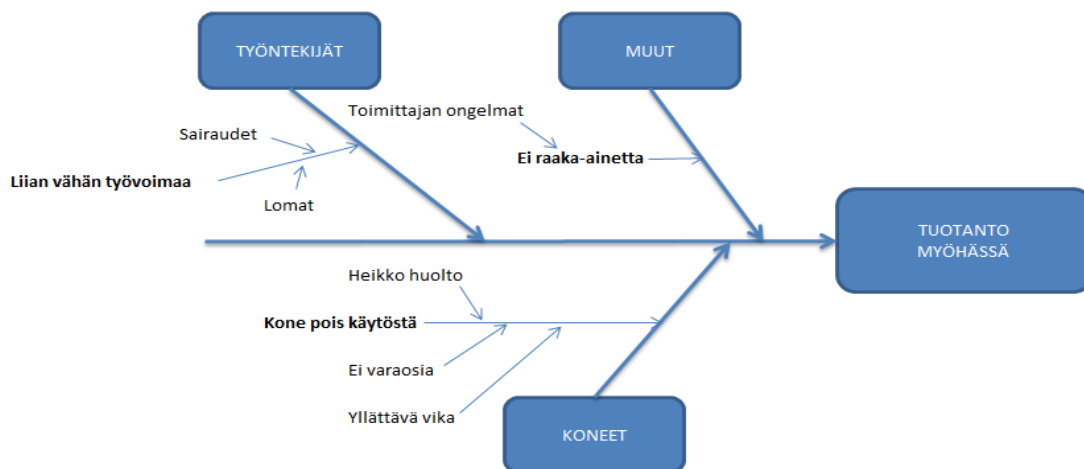 TYÖNTEKIJÄT
MUUT
Toimittajan ongelmat
Sairaudet
Ei raaka-ainetta
Liian vähän työvoimaa
Lomat
TUOTANTO
MYÖHÄSSÄ
Heikko huolto
Kone pois käytöstä
Ei varaosia
Yllättävä vika
KONEET